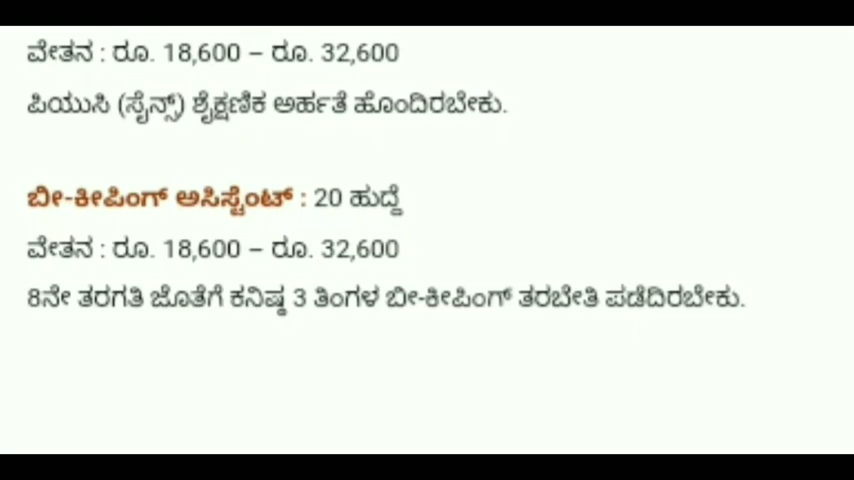 ವೇತನ : ರೂ. 18,600 – ರೂ. 32,600
ಪಿಯುಸಿ (ಸೈನ್ಸ್) ಶೈಕ್ಷಣಿಕ ಅರ್ಹತೆ ಹೊಂದಿರಬೇಕು.
ಬೀ-ಕೀಪಿಂಗ್ ಅಸಿಸ್ಟೆಂಟ್ : 20 ಹುದ್ದೆ
ವೇತನ : ರೂ. 18,600 – ರೂ. 32,600
8ನೇ ತರಗತಿ ಜೊತೆಗೆ ಕನಿಷ್ಠ 3 ತಿಂಗಳ ಬೀ-ಕೀಪಿಂಗ್ ತರಬೇತಿ ಪಡೆದಿರಬೇಕು.